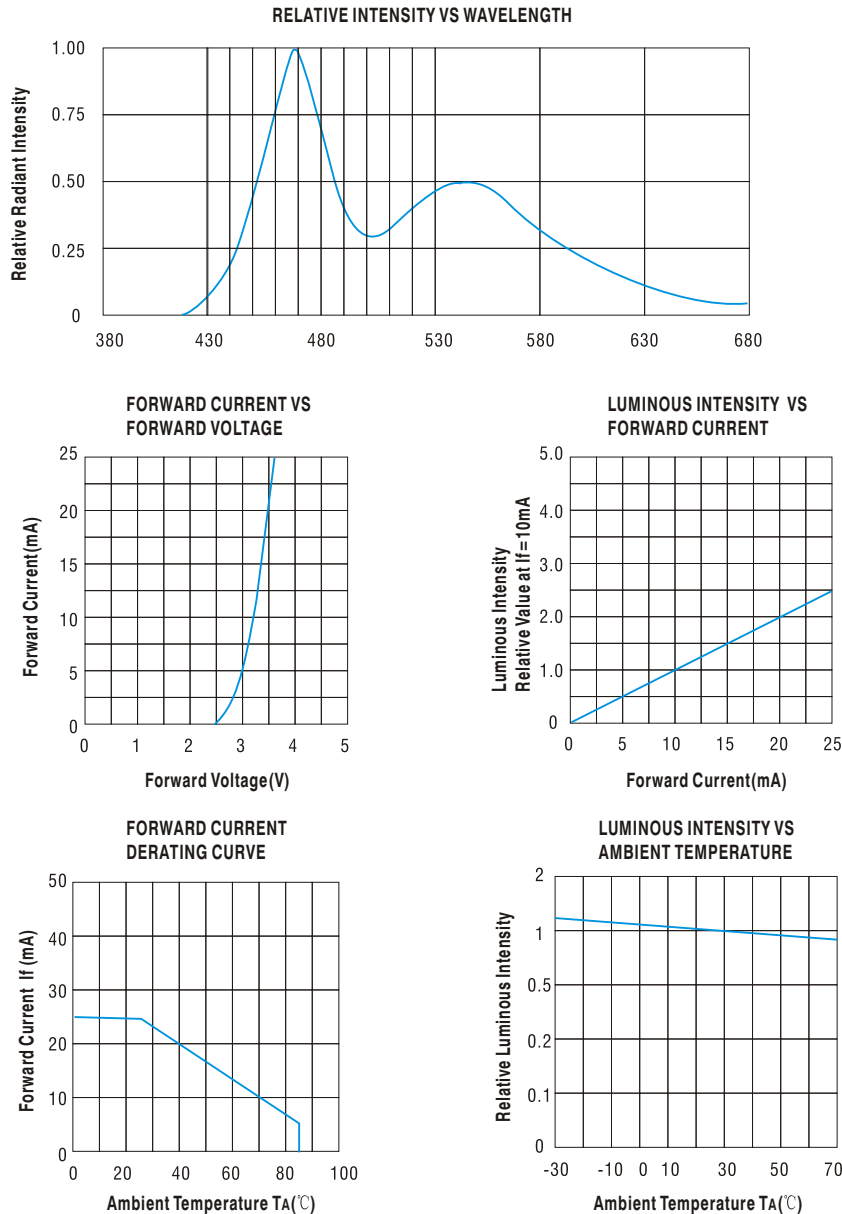 RELATIVE INTENSITY VS WAVELENGTH
Relative Radiant Intensity
1.00
0.75
0.50
0.25
0
380 430 480 530 580 630 680
FORWARD CURRENT VS
FORWARD VOLTAGE
Forward Current(mA)
25
20
15
10
5
0
0 1 2 3 4 5
Forward Voltage(V)
LUMINOUS INTENSITY VS
FORWARD CURRENT
Luminous Intensity
Relative Value at If=10mA
5.0
4.0
3.0
2.0
1.0
0
0 5 10 15 20 25
Forward Current(mA)
FORWARD CURRENT
DERATING CURVE
Forward Current If (mA)
50
40
30
20
10
0
0 20 40 60 80 100
Ambient Temperature TA(℃)
LUMINOUS INTENSITY VS
AMBIENT TEMPERATURE
Relative Luminous Intensity
2
1
0.5
0.2
0.1
0
-30 -10 0 10 30 50 70
Ambient Temperature TA(℃)